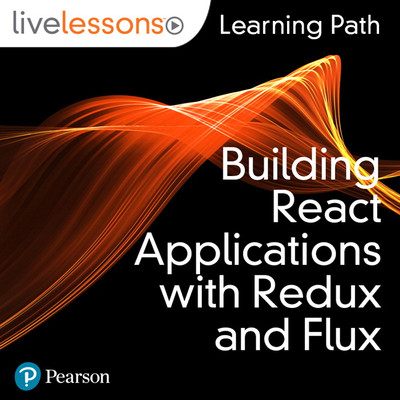 livelessons
Learning Path
Building
React
Applications
with Redux
and Flux
Pearson